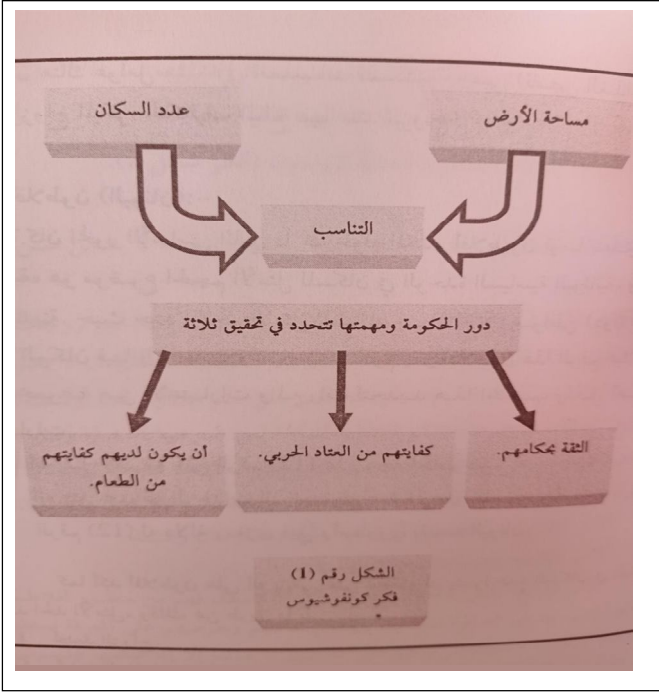 مساحة الأرض
عدد السكان
التناسب
دور الحكومة ومهمتها تتحدد في تحقيق ثلاثة
الثقة بحكامهم.
كفايتهم من العتاد الحربي.
أن يكون لديهم كفايتهم
من الطعام.
الشكل رقم (1)
فكر كونفوشيوس